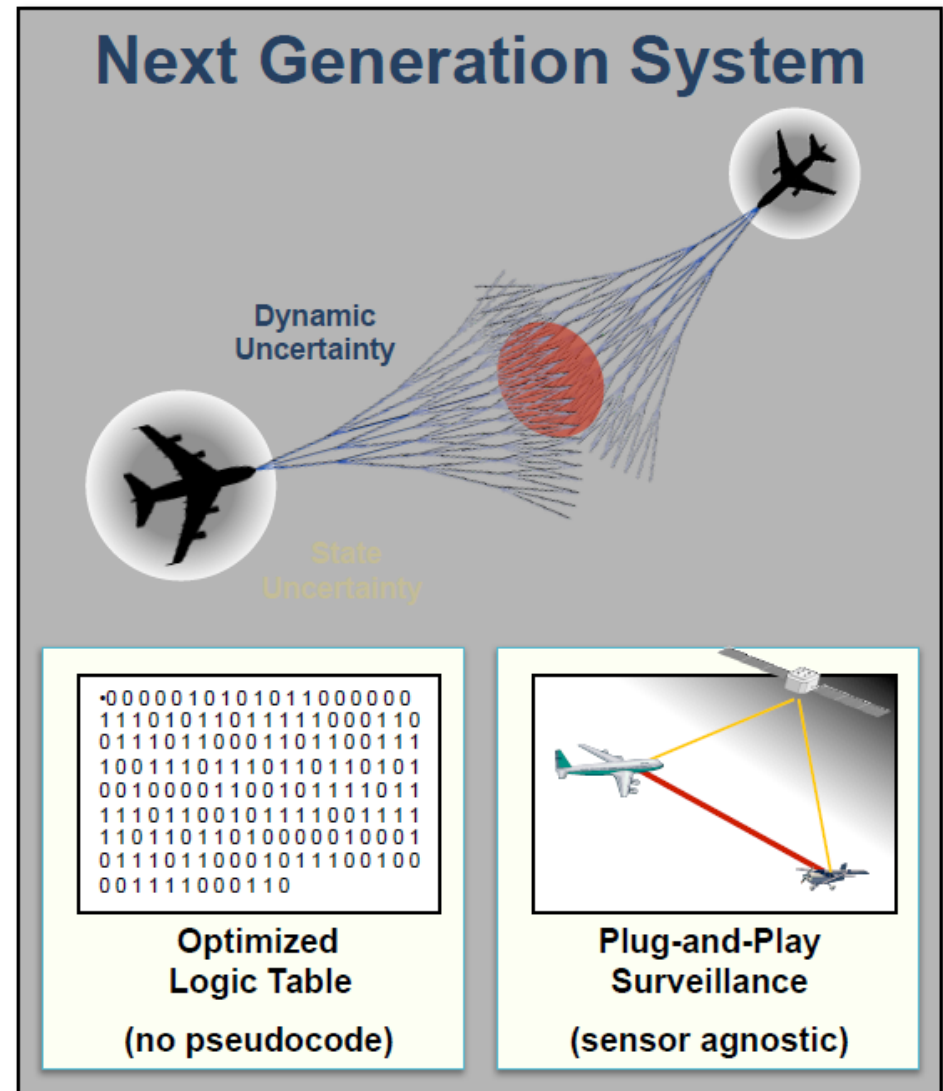 Next Generation System
Dynamic
Uncertainty
State
Uncertainty
•0 0 0 0 0 1 0 1 0 1 0 1 1 0 0 0 0 0 0
1 1 1 0 1 0 1 1 0 1 1 1 1 1 0 0 0 1 1 0
0 1 1 1 0 1 1 0 0 0 1 1 0 1 1 0 0 1 1 1
1 0 0 1 1 1 0 1 1 1 0 1 1 0 1 1 0 1 0 1
0 0 1 0 0 0 0 1 1 0 0 1 0 1 1 1 1 0 1 1
1 1 1 0 1 1 0 0 1 0 1 1 1 1 0 0 1 1 1 1
1 1 0 1 1 0 1 1 0 1 0 0 0 0 0 1 0 0 0 1
0 1 1 1 0 1 1 0 0 0 1 0 1 1 1 0 0 1 0 0
0 0 1 1 1 1 0 0 0 1 1 0
Optimized
Logic Table
(no pseudocode)
Plug-and-Play
Surveillance
(sensor agnostic)